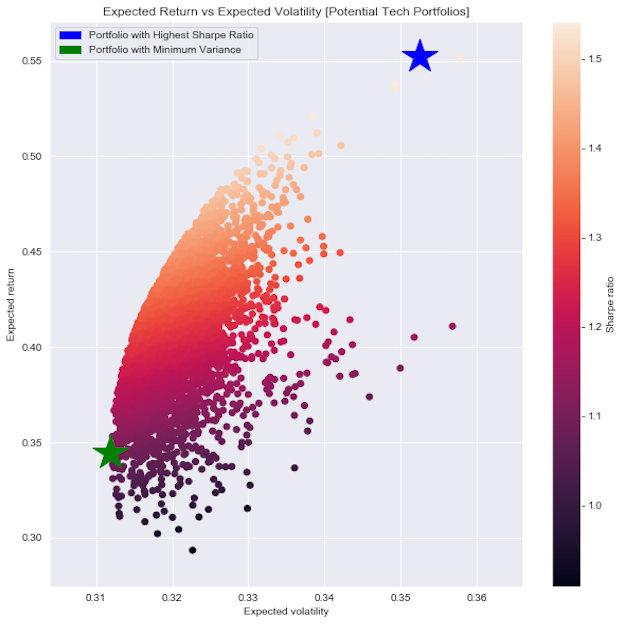 Expected Return vs Expected Volatility [Potential Tech Portfolios]
Portfolio with Highest Sharpe Ratio
Portfolio with Minimum Variance
0.55
0.50
0.45
0.40
0.35
0.30
Expected return
0.31 0.32 0.33 0.34 0.35 0.36
Expected volatility
1.5
1.4
1.3
1.2
1.1
1.0
Sharpe ratio